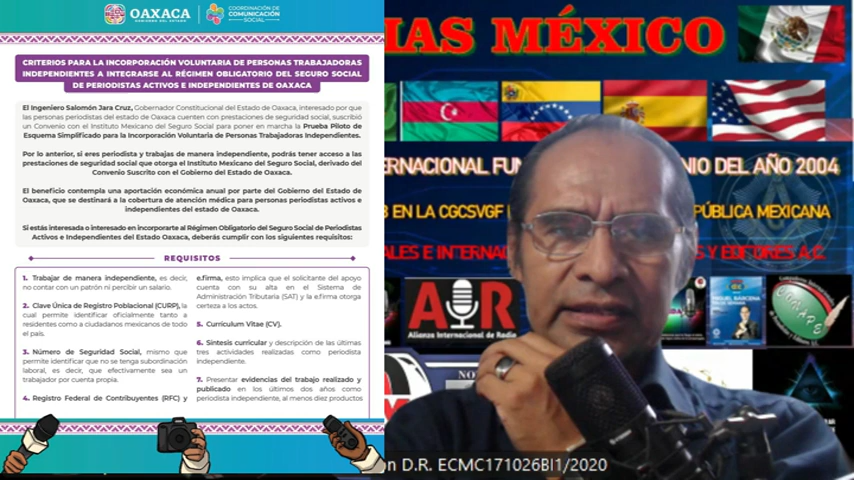 OAXACA
GOBIERNO DEL ESTADO
COORDINACIÓN DE
COMUNICACIÓN
SOCIAL
CRITERIOS PARA LA INCORPORACIÓN VOLUNTARIA DE PERSONAS TRABAJADORAS
INDEPENDIENTES A INTEGRARSE AL RÉGIMEN OBLIGATORIO DEL SEGURO SOCIAL
DE PERIODISTAS ACTIVOS E INDEPENDIENTES DE OAXACA
El Ingeniero Salomón Jara Cruz, Gobernador Constitucional del Estado de Oaxaca, interesado por que
las personas periodistas del estado de Oaxaca cuenten con prestaciones de seguridad social, suscribió
un Convenio con el Instituto Mexicano del Seguro Social para poner en marcha la Prueba Piloto de
Esquema Simplificado para la Incorporación Voluntaria de Personas Trabajadoras Independientes.
Por lo anterior, si eres periodista y trabajas de manera independiente, podrás tener acceso a las
prestaciones de seguridad social que otorga el Instituto Mexicano del Seguro Social, derivado del
Convenio Suscrito con el Gobierno del Estado de Oaxaca.
El beneficio contempla una aportación económica anual por parte del Gobierno del Estado de
Oaxaca, que se destinará a la cobertura de atención médica para personas periodistas activos e
independientes del estado de Oaxaca.
Si estás interesada o interesado en incorporarte al Régimen Obligatorio del Seguro Social de Periodistas
Activos e Independientes del Estado Oaxaca, deberás cumplir con los siguientes requisitos:
REQUISITOS
1. Trabajar de manera independiente, es decir,
no contar con un patrón ni percibir un salario.
2. Clave Única de Registro Poblacional (CURP), la
cual permite identificar oficialmente tanto a
residentes como a ciudadanos mexicanos de todo
el país.
3. Número de Seguridad Social, mismo que
permite identificar que no se tenga subordinación
laboral, es decir, que efectivamente sea un
trabajador por cuenta propia.
4. Registro Federal de Contribuyentes (RFC) y
e.firma, esto implica que el solicitante del apoyo
cuenta con su alta en el Sistema de
Administración Tributaria (SAT) y la e.firma otorga
certeza a los actos.
5. Currículum Vitae (CV).
6. Síntesis curricular y descripción de las últimas
tres actividades realizadas como periodista
independiente.
7. Presentar evidencias del trabajo realizado y
publicado en los últimos dos años como
periodista independiente, al menos diez productos
IAS MÉXICO
ERNACIONAL FUN
NIO DEL AÑO 2004
B EN LA CGCSVGF
PÚBLICA MEXICANA
ALES E INTERNAC
S Y EDITORES A.C.
AIR
Alianza Internacional de Radio
CONAPE
NO
n D.R. ECMC171026BI1/2020